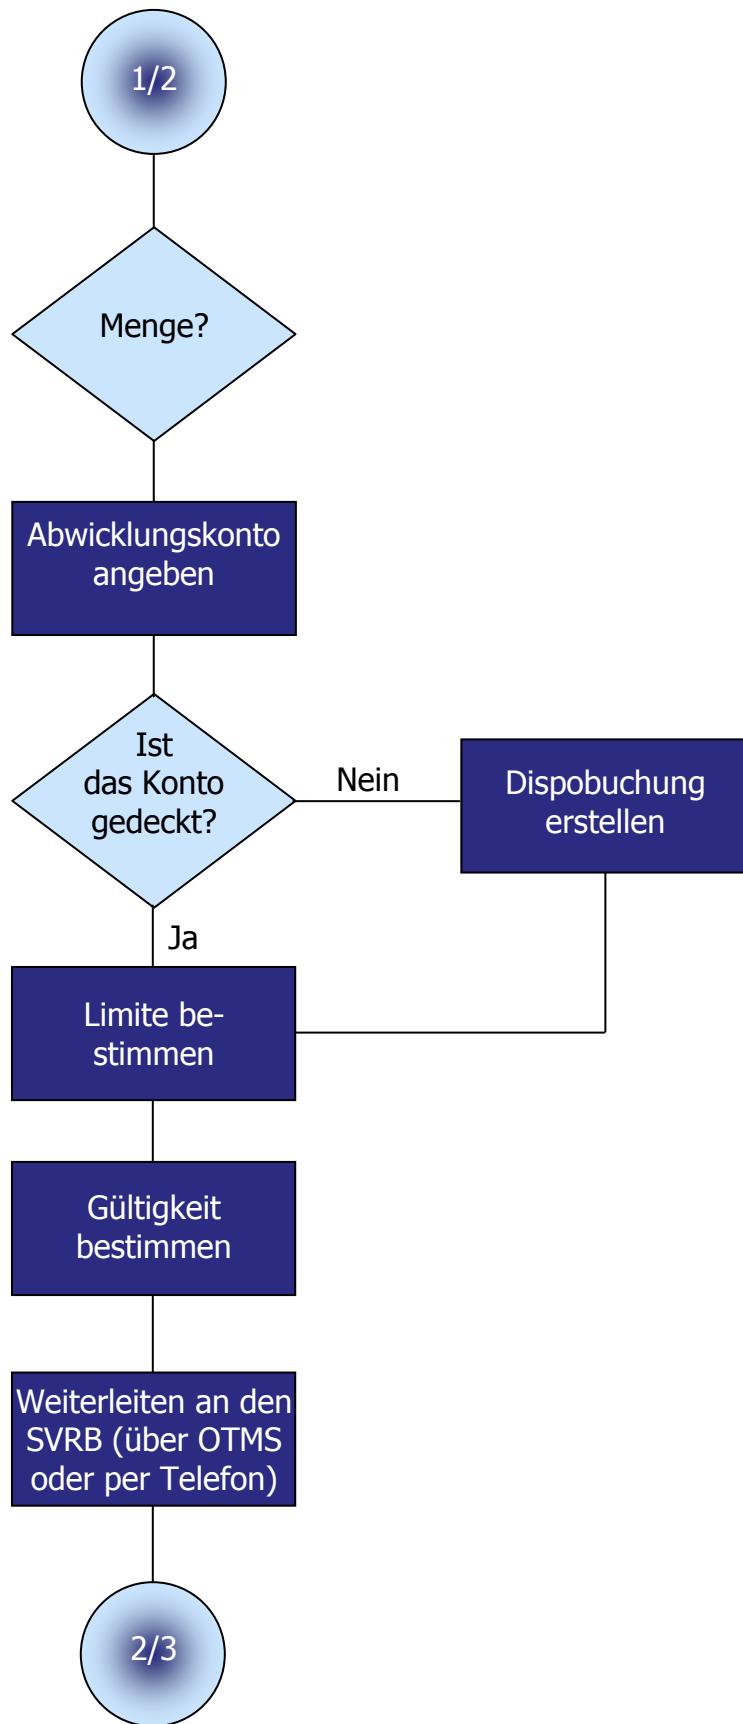 1/2
Menge?
Abwicklungskonto
angeben
Ist
das Konto
gedeckt?
Nein
Dispobuchung
erstellen
Ja
Limite be-
stimmen
Gültigkeit
bestimmen
Weiterleiten an den
SVRB (über OTMS
oder per Telefon)
2/3